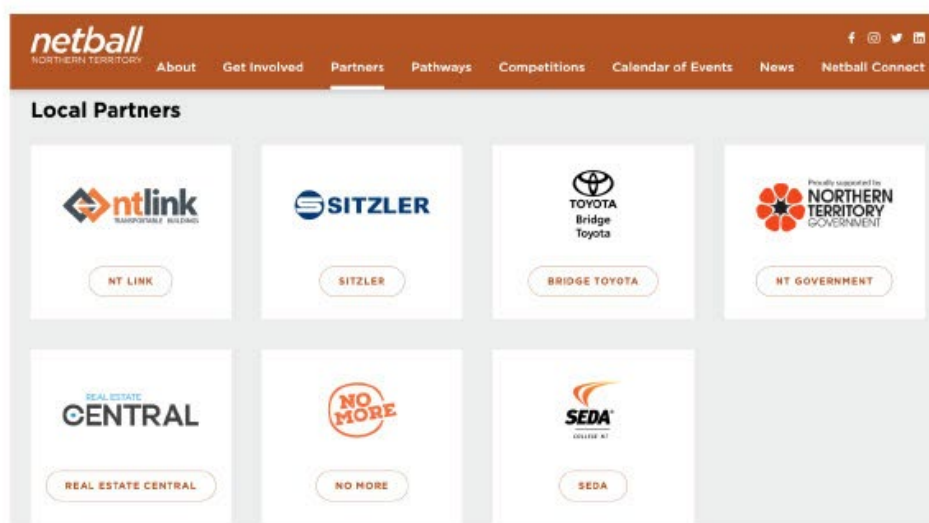 netball
NORTHERN TERRITORY
About Get Involved Partners Pathways Competitions Calendar of Events News Netball Connect
Local Partners
ntlink
TRANSPORTABLE BUILDINGS
NT LINK
SITZLER
SITZLER
TOYOTA
Bridge
Toyota
BRIDGE TOYOTA
Proudly supported by
NORTHERN
TERRITORY
GOVERNMENT
NT GOVERNMENT
REAL ESTATE
CENTRAL
REAL ESTATE CENTRAL
NO
MORE
NO MORE
SEDA
COLLEGE NT
SEDA